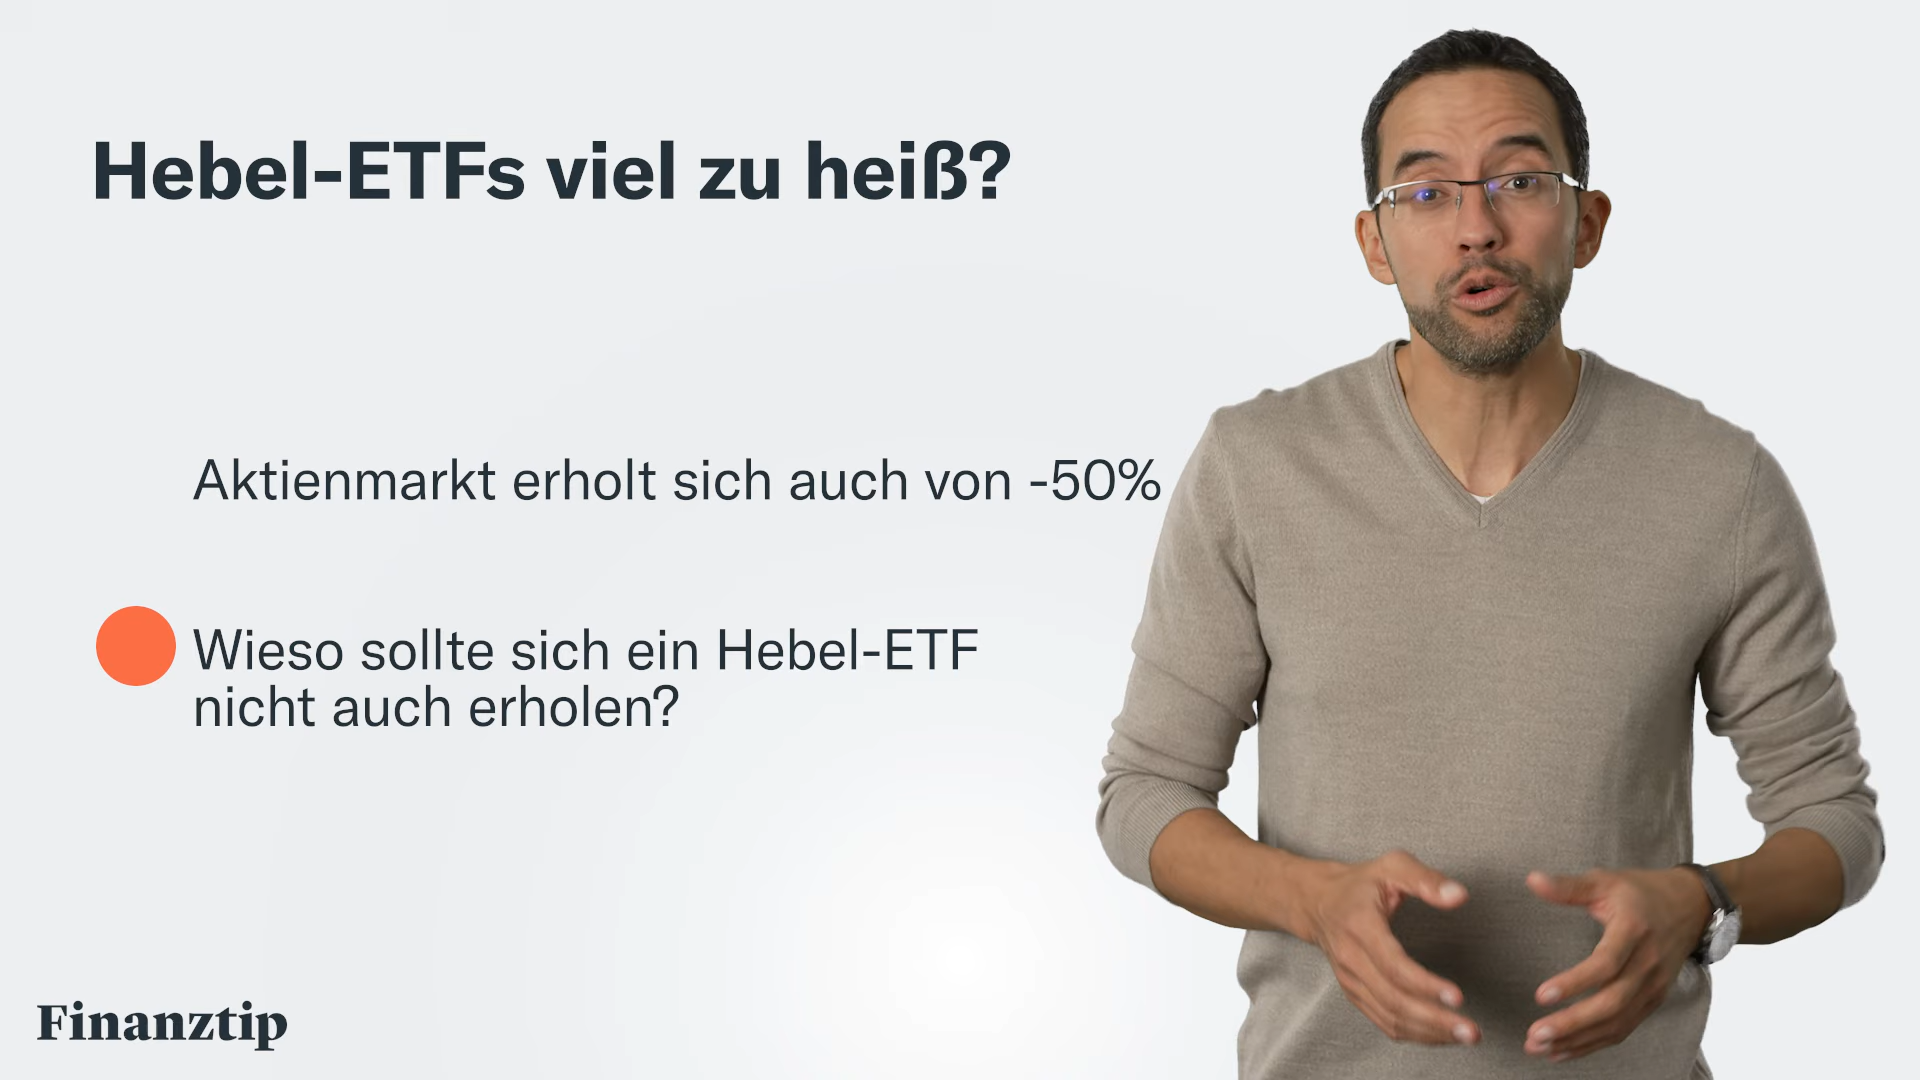 Hebel-ETFs viel zu heiß?
Aktienmarkt erholt sich auch von -50%
Wieso sollte sich ein Hebel-ETF
nicht auch erholen?
Finanztip